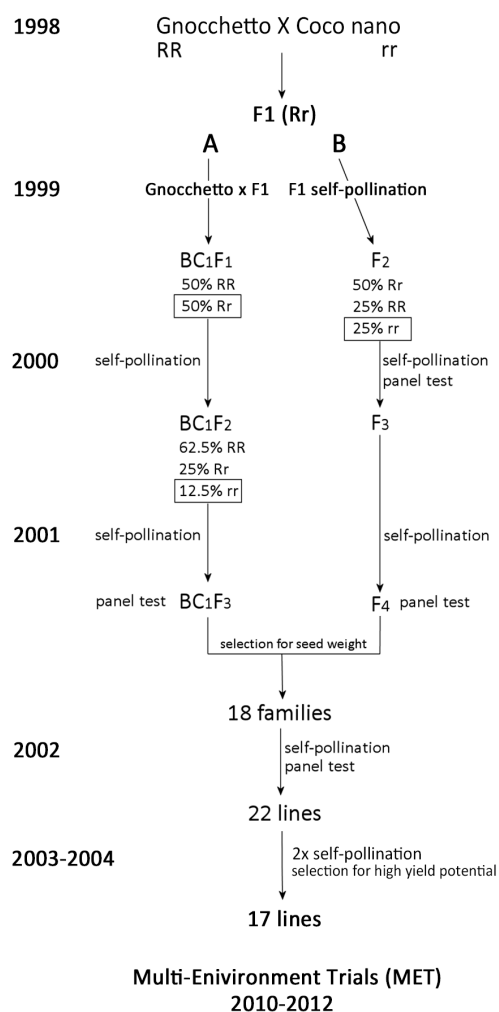 1998 Gnocchetto X Coco nano
RR rr
F1 (Rr)
A B
1999 Gnocchetto x F1 F1 self-pollination
BC1F1 F2
50% RR 50% Rr
50% Rr 25% RR
25% rr
2000 self-pollination self-pollination
panel test
BC1F2 F3
62.5% RR
25% Rr
12.5% rr
2001 self-pollination self-pollination
panel test BC1F3 F4 panel test
selection for seed weight
18 families
2002 self-pollination
panel test
22 lines
2003-2004 2x self-pollination
selection for high yield potential
17 lines
Multi-Enivironment Trials (MET)
2010-2012